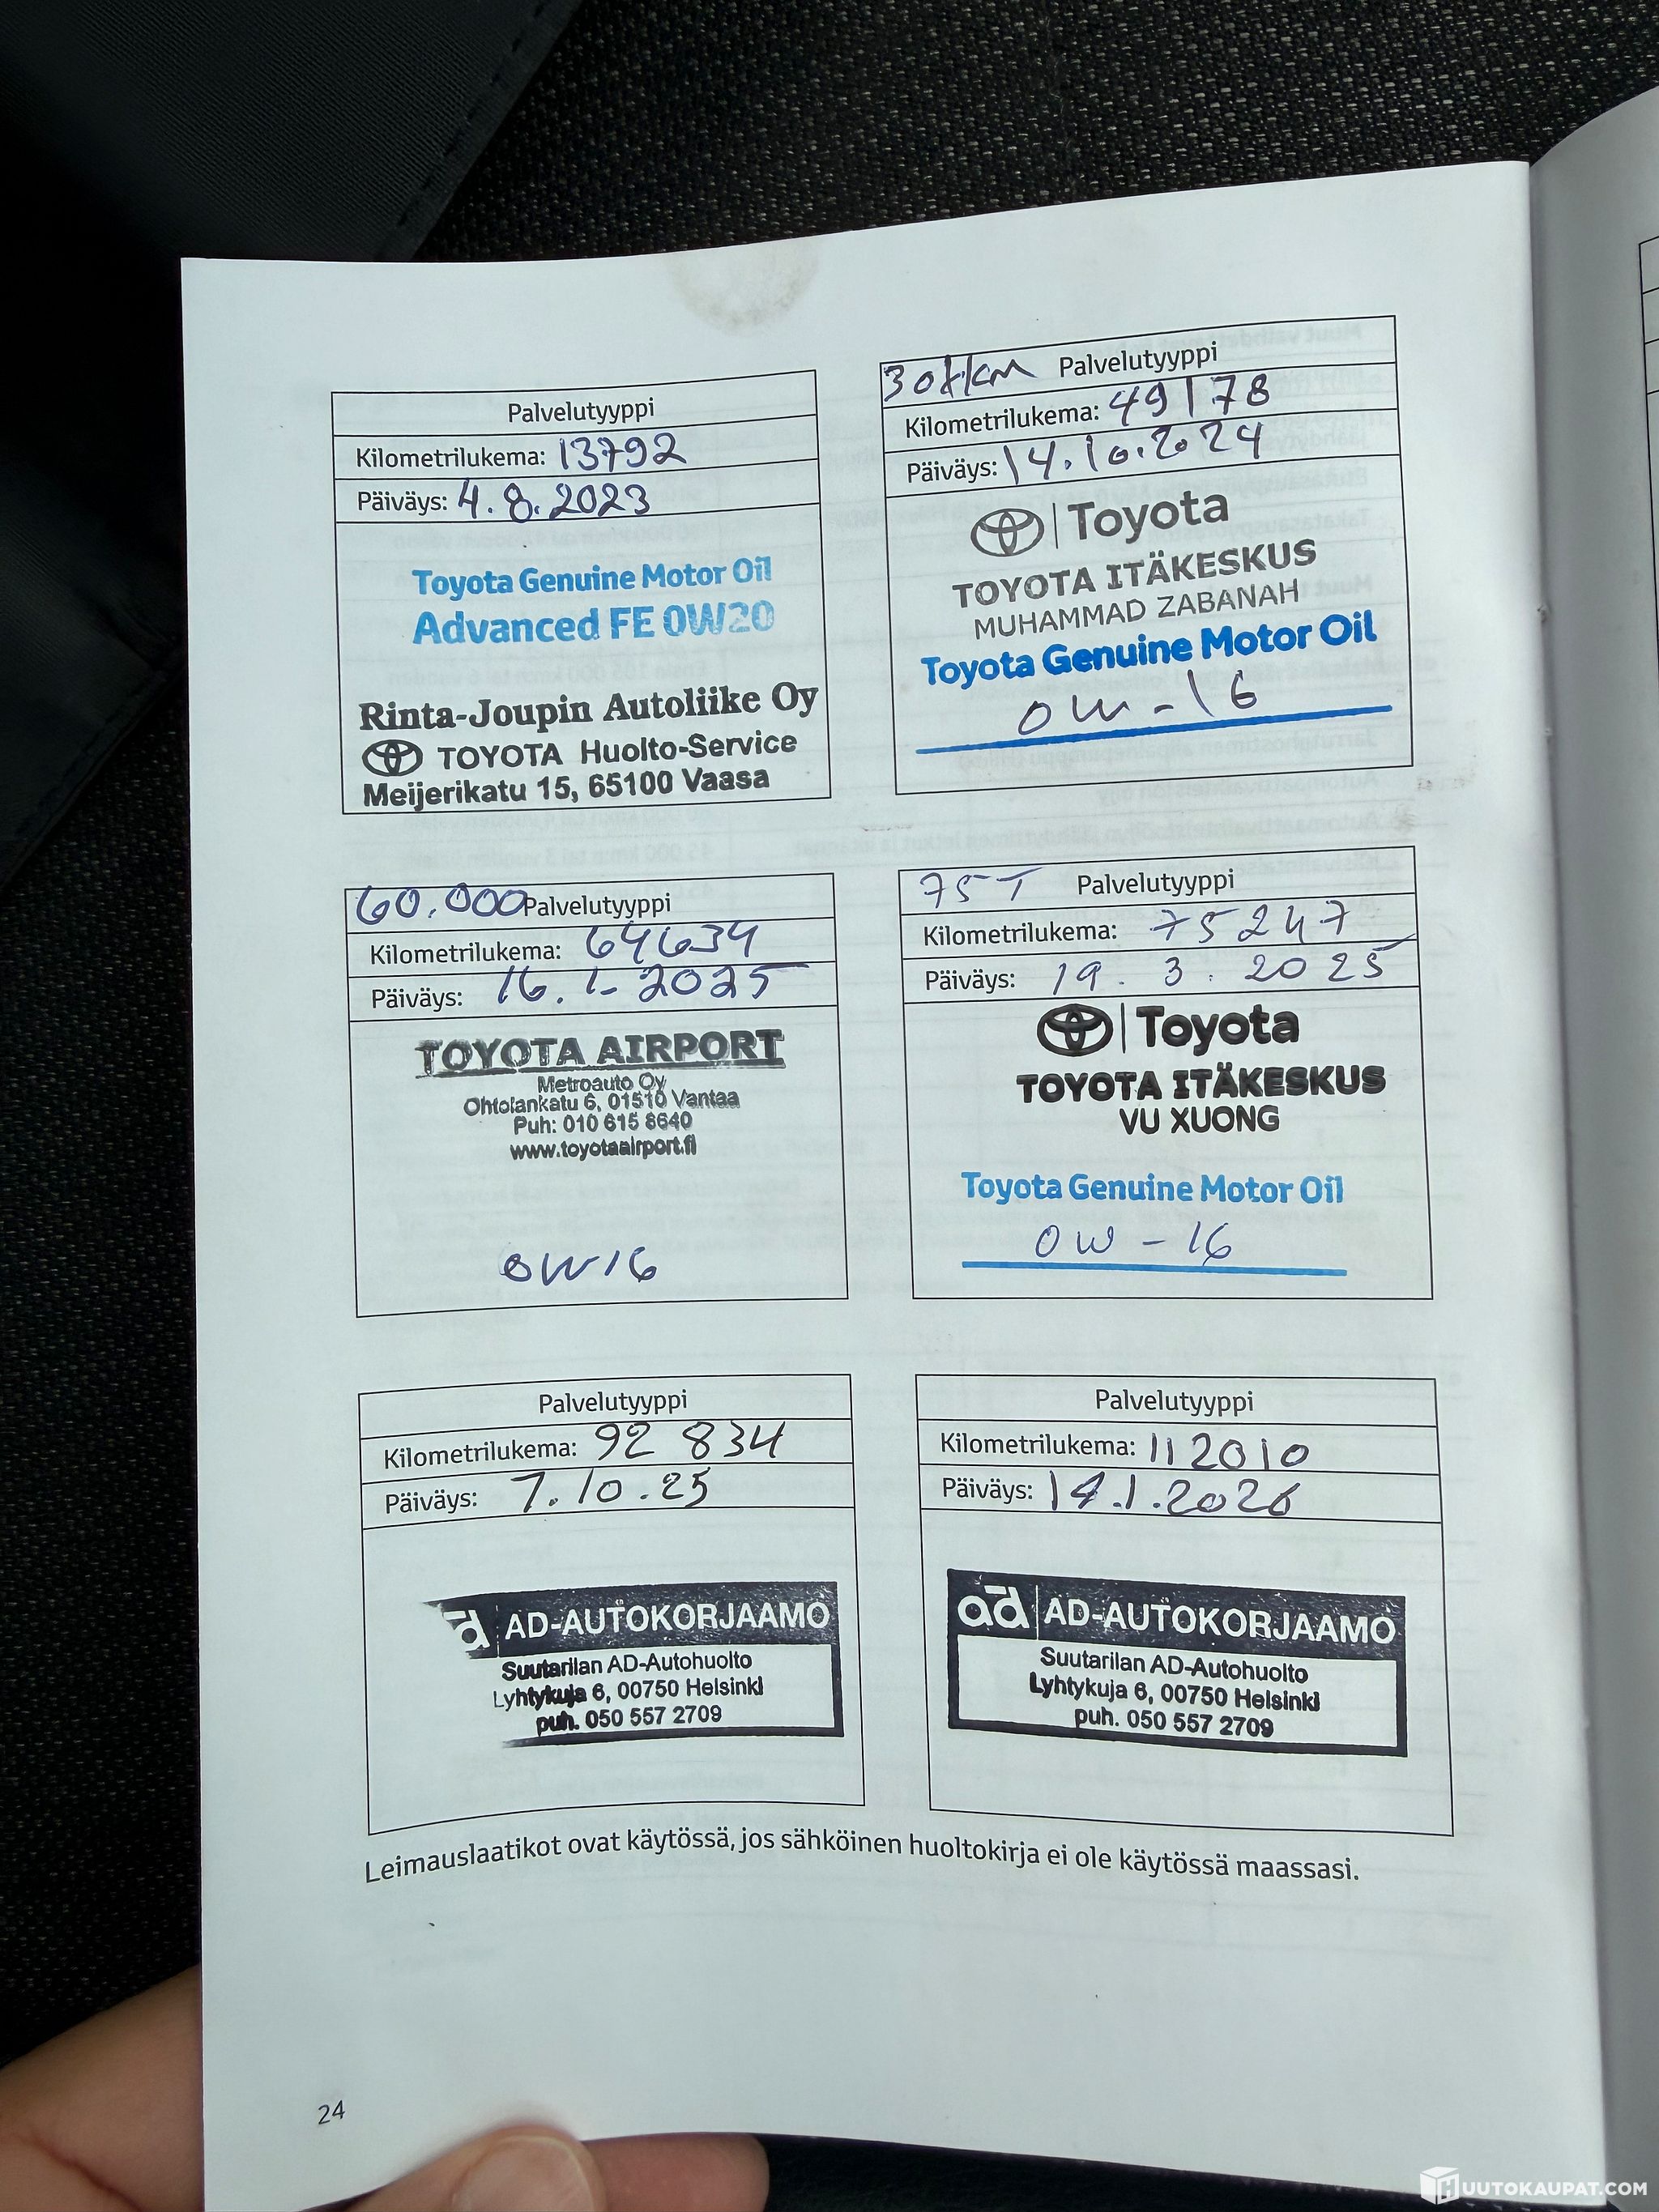 Palvelutyyppi
Kilometrilukema: 13792
Päiväys: 4.8.2023
Toyota Genuine Motor Oil
Advanced FE 0W20
Rinta-Joupin Autoliike Oy
TOYOTA Huolto-Service
Meijerikatu 15, 65100 Vaasa
Palvelutyyppi
Kilometrilukema: 49178
Päiväys: 14.10.2024
Toyota
TOYOTA ITÄKESKUS
MUHAMMAD ZABANAH
Toyota Genuine Motor Oil
0W-16
60.000 Palvelutyyppi
Kilometrilukema: 64634
Päiväys: 16.1.2025
TOYOTA AIRPORT
Metroauto Oy
Ohtolankatu 6, 01510 Vantaa
Puh: 010 615 8640
www.toyotaairport.fi
0W16
75T Palvelutyyppi
Kilometrilukema: 75247
Päiväys: 19.3.2025
Toyota
TOYOTA ITÄKESKUS
VU XUONG
Toyota Genuine Motor Oil
0W-16
Palvelutyyppi
Kilometrilukema: 92 834
Päiväys: 7.10.25
ad AD-AUTOKORJAAMO
Suutarilan AD-Autohuolto
Lyhtykuja 6, 00750 Helsinki
puh. 050 557 2709
Palvelutyyppi
Kilometrilukema: 112010
Päiväys: 14.1.2026
ad AD-AUTOKORJAAMO
Suutarilan AD-Autohuolto
Lyhtykuja 6, 00750 Helsinki
puh. 050 557 2709
Leimauslaatikot ovat käytössä, jos sähköinen huoltokirja ei ole käytössä maassasi.
24
HUUTOKAUPAT.COM